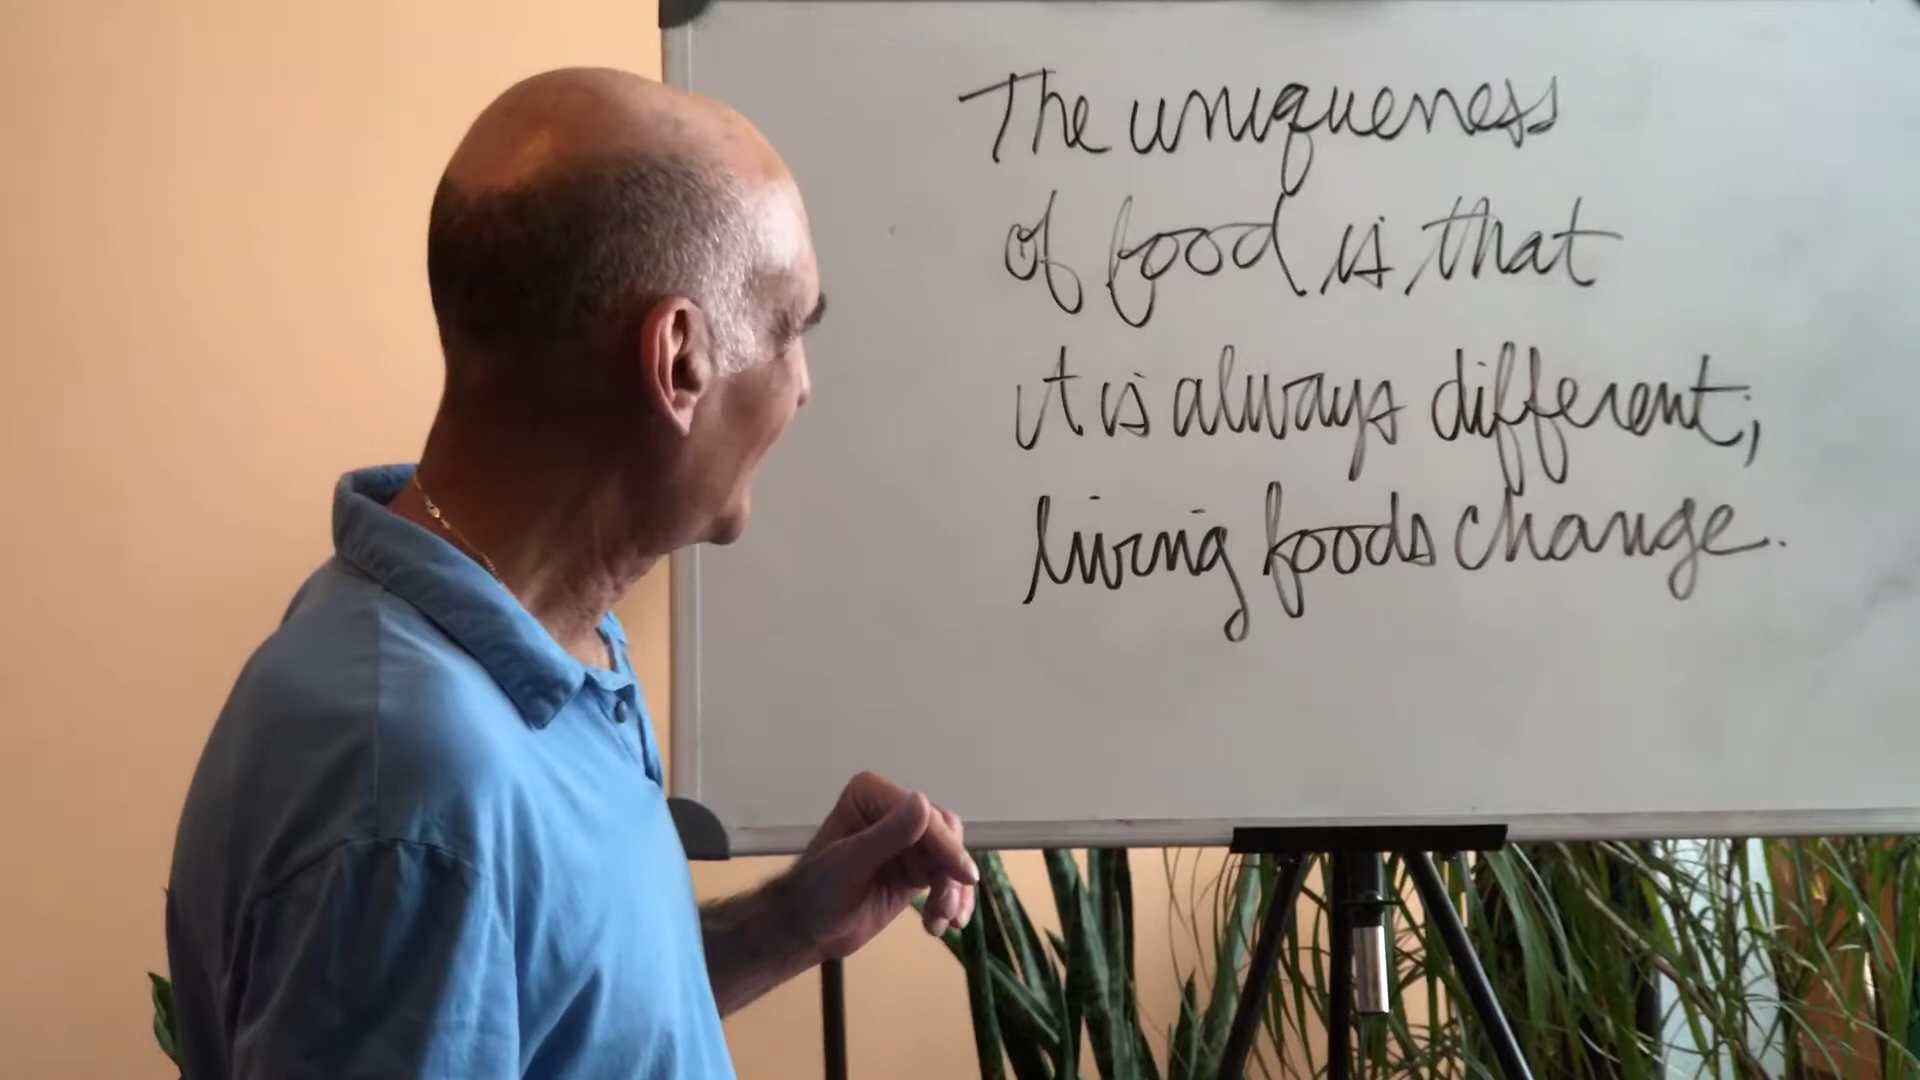 The uniqueness
of food is that
it is always different;
living foods change.